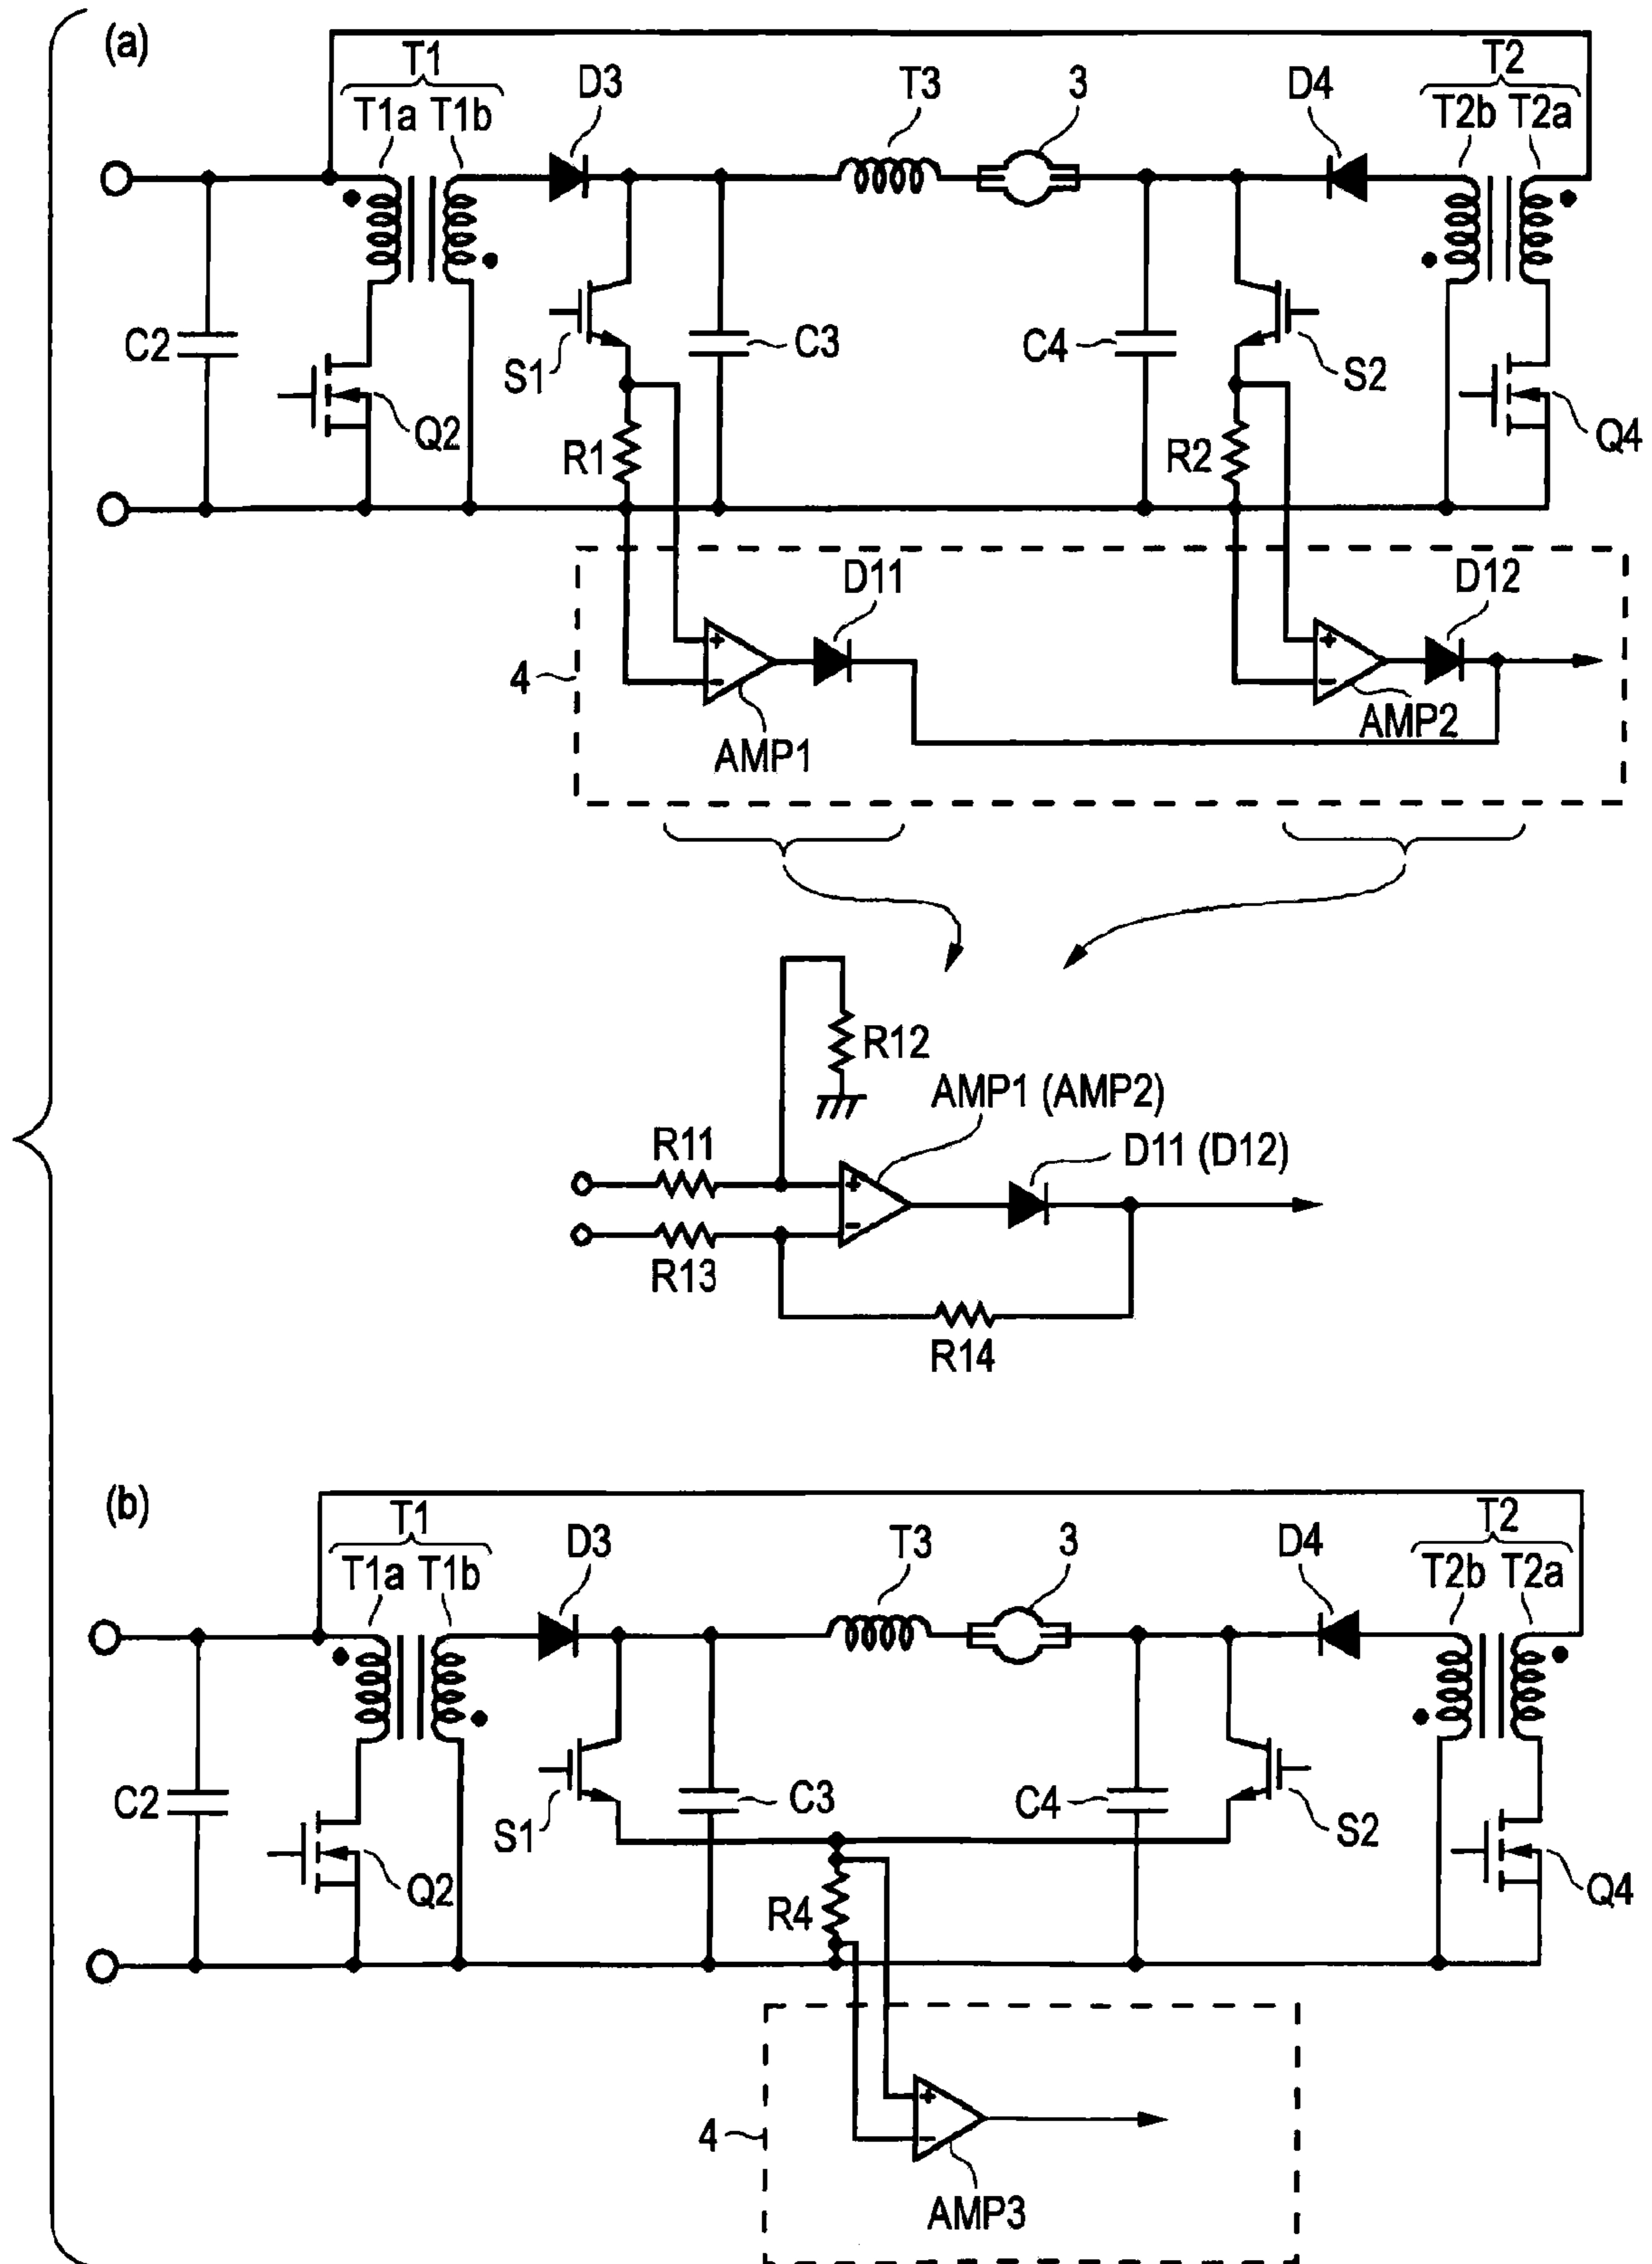 (a)
T1
T2
D3
T3
3
D4
T1a T1b
T2b T2a
C2
S1
C3
C4
S2
Q2
R1
R2
Q4
D11
D12
+
-
+
-
4
AMP1
AMP2
R12
AMP1 (AMP2)
R11
D11 (D12)
+
-
R13
R14
(b)
T1
T2
D3
T3
3
D4
T1a T1b
T2b T2a
C2
S1
C3
C4
S2
Q2
R4
Q4
+
-
4
AMP3